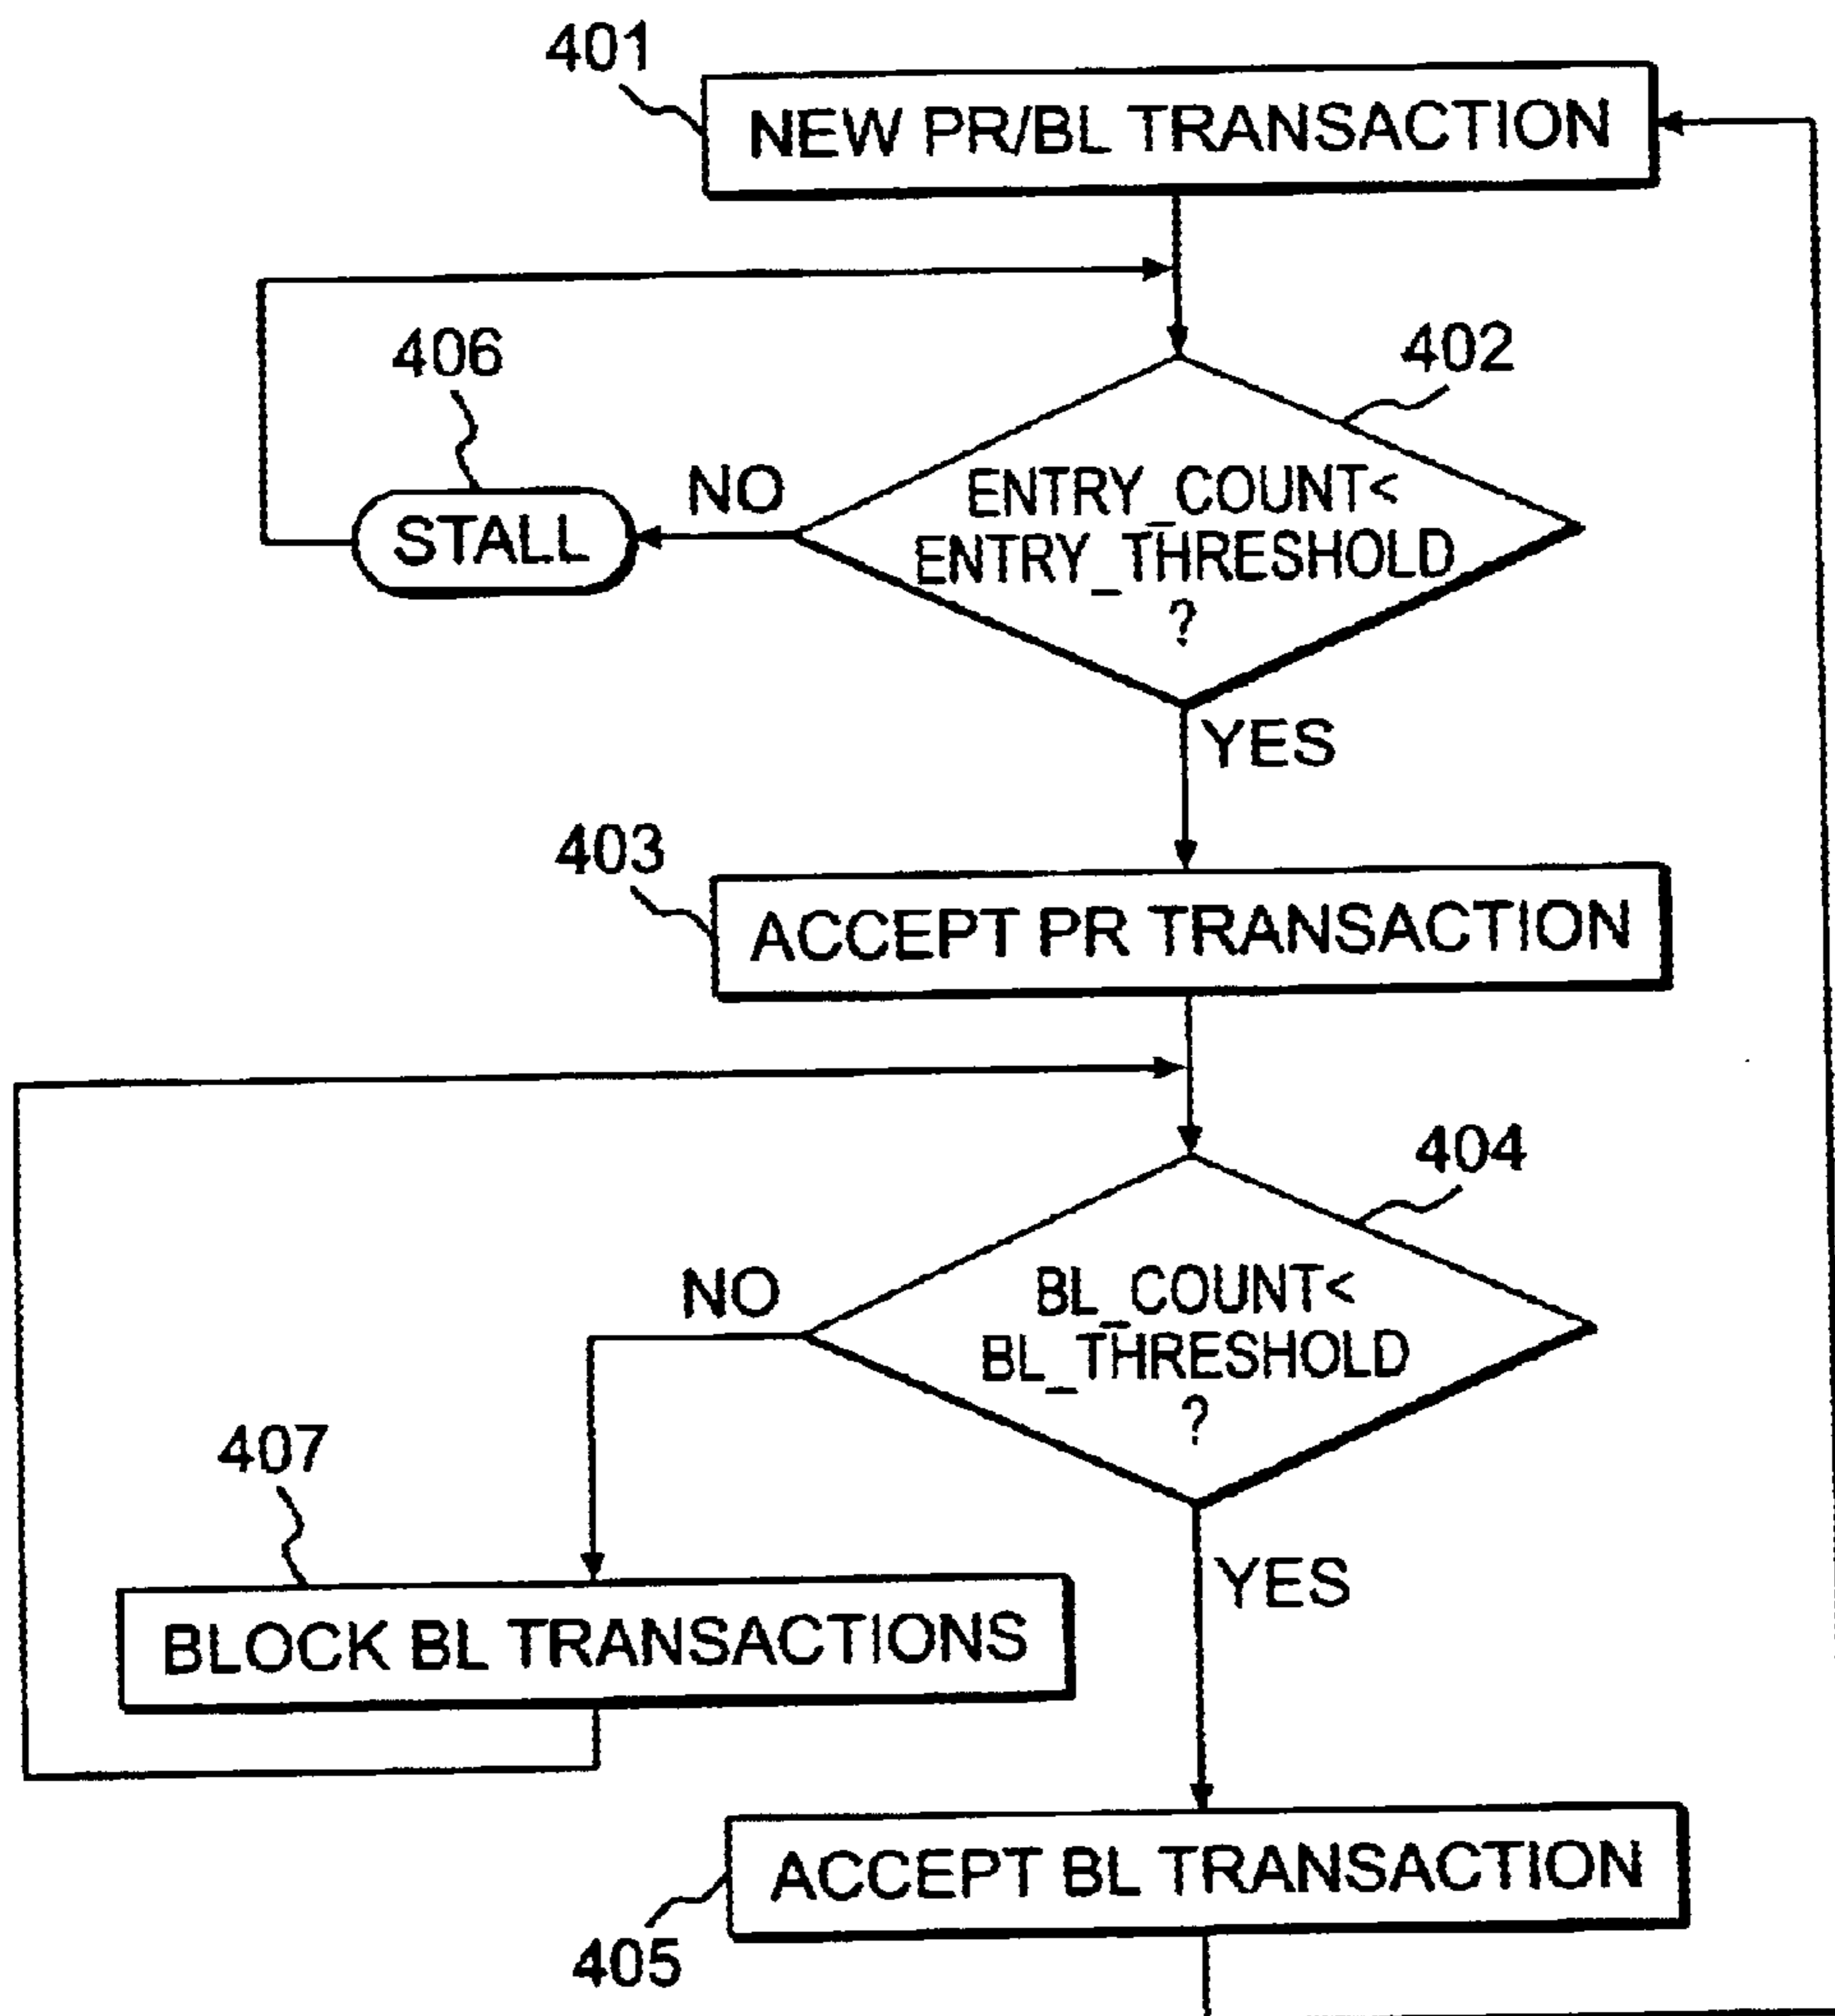 401
NEW PR/BL TRANSACTION
406
402
NO
ENTRY_COUNT<
ENTRY_THRESHOLD
?
STALL
YES
403
ACCEPT PR TRANSACTION
404
NO
BL_COUNT<
BL_THRESHOLD
?
407
YES
BLOCK BL TRANSACTIONS
ACCEPT BL TRANSACTION
405